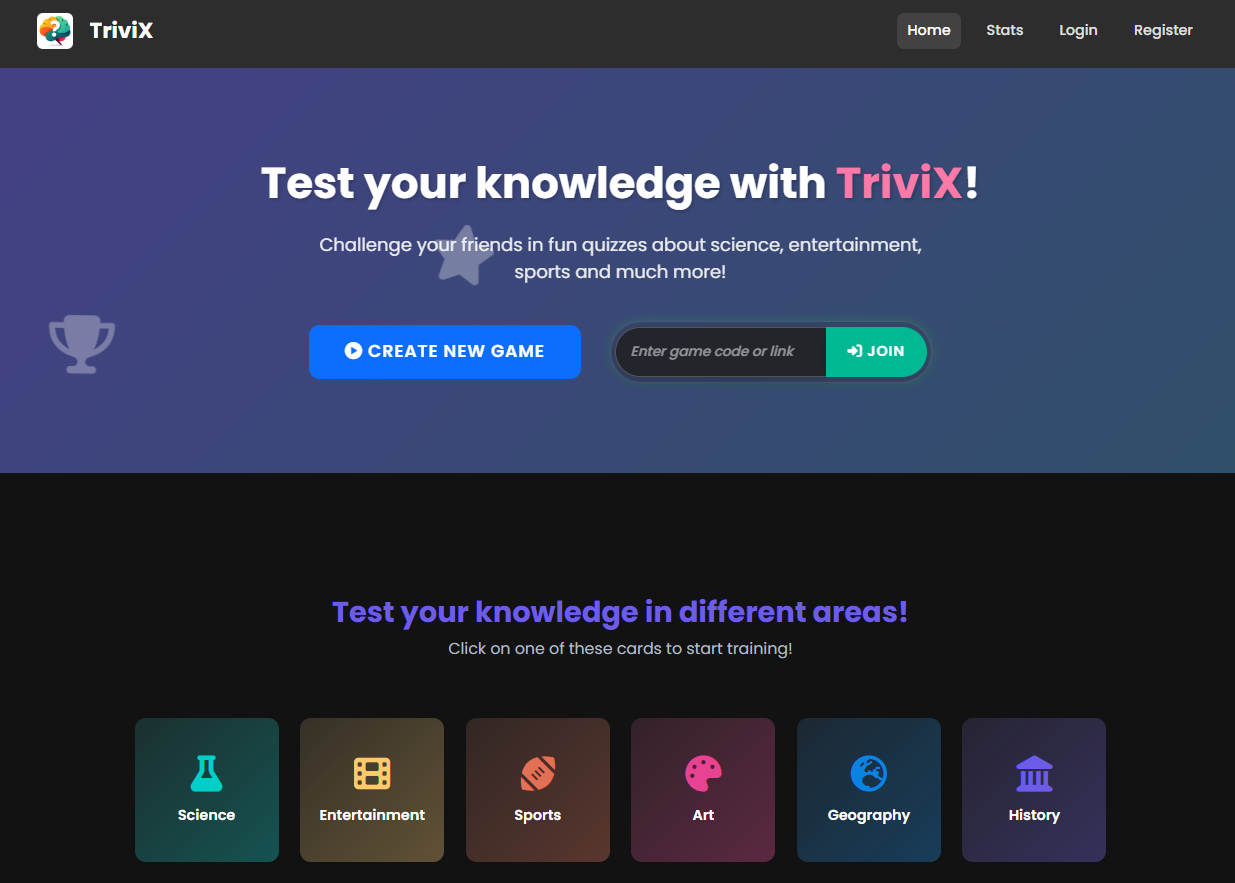 TriviX
Home
Stats
Login
Register
Test your knowledge with TriviX!
Challenge your friends in fun quizzes about science, entertainment,
sports and much more!
CREATE NEW GAME
Enter game code or link
JOIN
Test your knowledge in different areas!
Click on one of these cards to start training!
Science
Entertainment
Sports
Art
Geography
History